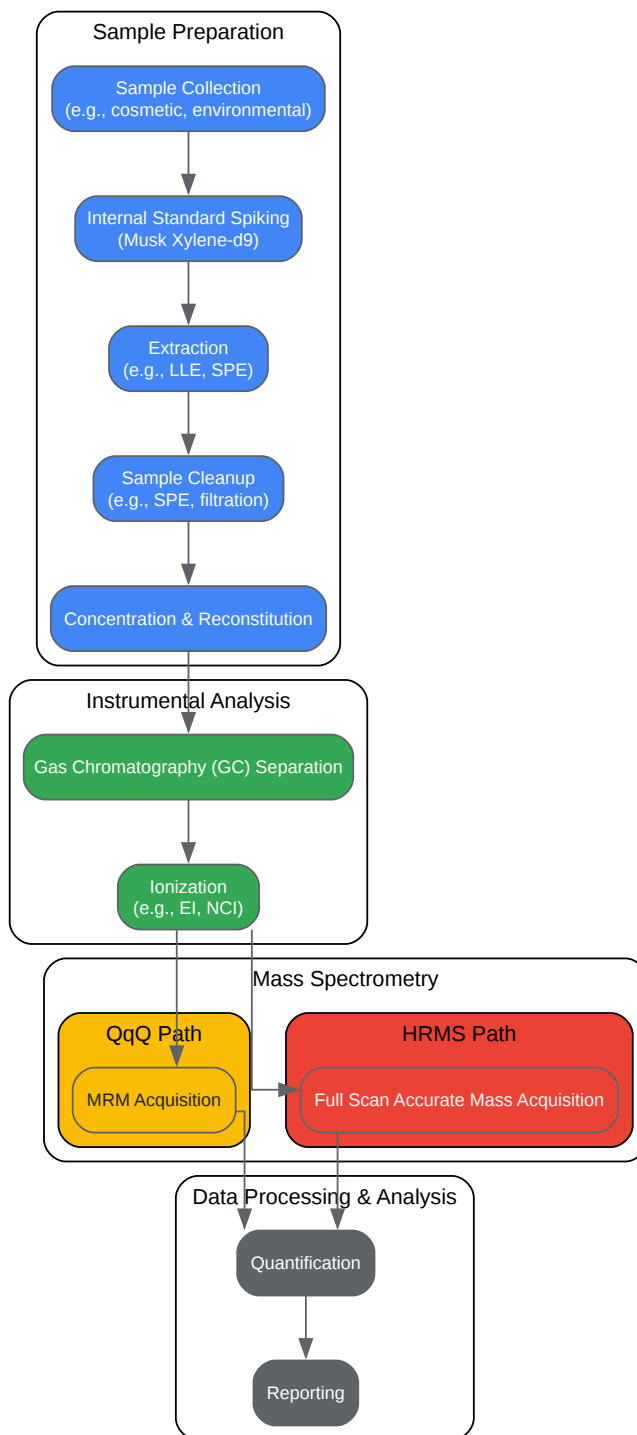 Sample Preparation
Sample Collection
(e.g., cosmetic, environmental)
Internal Standard Spiking
(Musk Xylene-d9)
Extraction
(e.g., LLE, SPE)
Sample Cleanup
(e.g., SPE, filtration)
Concentration & Reconstitution
Instrumental Analysis
Gas Chromatography (GC) Separation
Ionization
(e.g., EI, NCI)
Mass Spectrometry
QqQ Path
HRMS Path
MRM Acquisition
Full Scan Accurate Mass Acquisition
Data Processing & Analysis
Quantification
Reporting